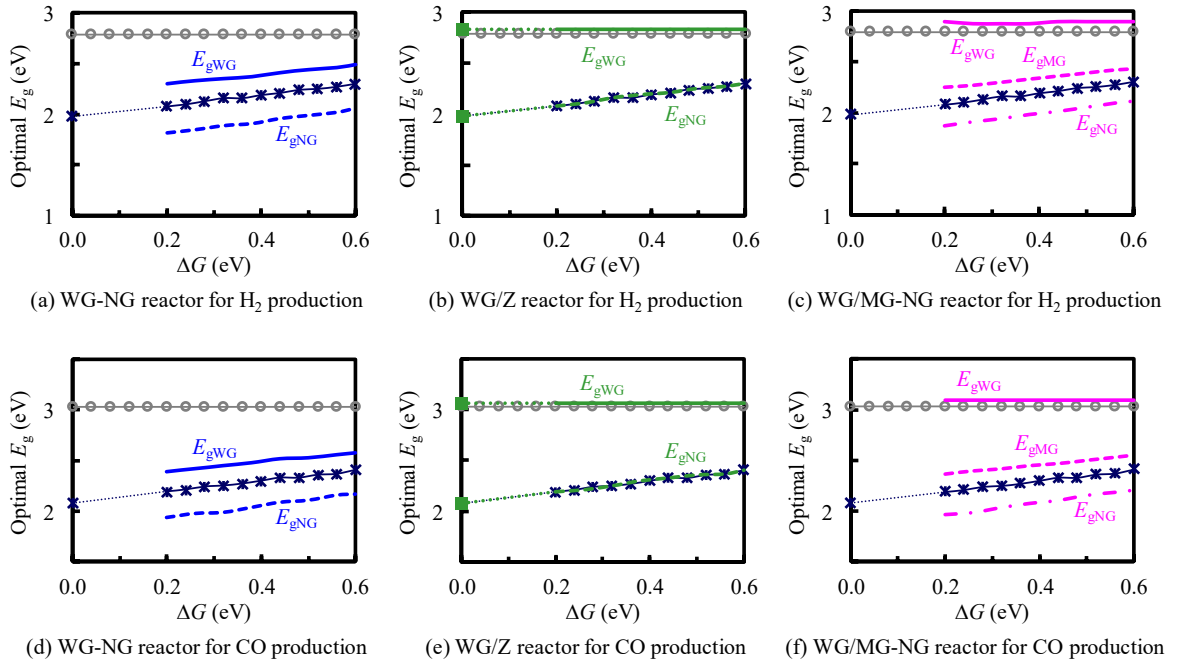 3
2
1
Optimal Eg (eV)
EgWG
EgNG
0.0 0.2 0.4 0.6
ΔG (eV)
(a) WG-NG reactor for H2 production
3
2
1
Optimal Eg (eV)
EgWG
EgNG
0.0 0.2 0.4 0.6
ΔG (eV)
(b) WG/Z reactor for H2 production
3
2
1
Optimal Eg (eV)
EgWG EgMG
EgNG
0.0 0.2 0.4 0.6
ΔG (eV)
(c) WG/MG-NG reactor for H2 production
3
2
Optimal Eg (eV)
EgWG
EgNG
0.0 0.2 0.4 0.6
ΔG (eV)
(d) WG-NG reactor for CO production
3
2
Optimal Eg (eV)
EgWG
EgNG
0.0 0.2 0.4 0.6
ΔG (eV)
(e) WG/Z reactor for CO production
3
2
Optimal Eg (eV)
EgWG
EgMG
EgNG
0.0 0.2 0.4 0.6
ΔG (eV)
(f) WG/MG-NG reactor for CO production